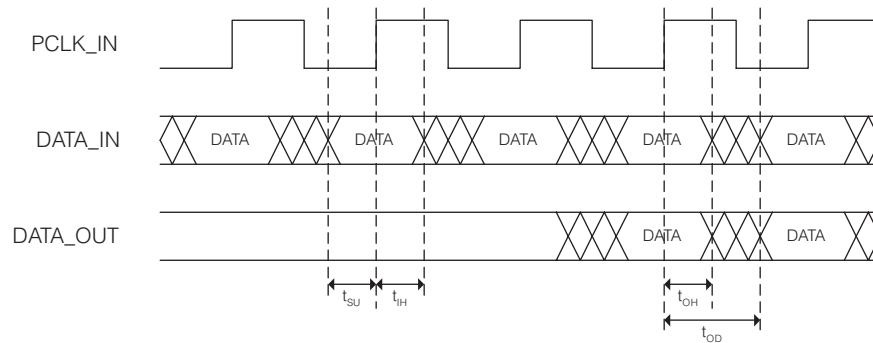 PCLK_IN
DATA_IN DATA DATA DATA DATA DATA
DATA_OUT DATA DATA
tSU tIH tOH
tOD